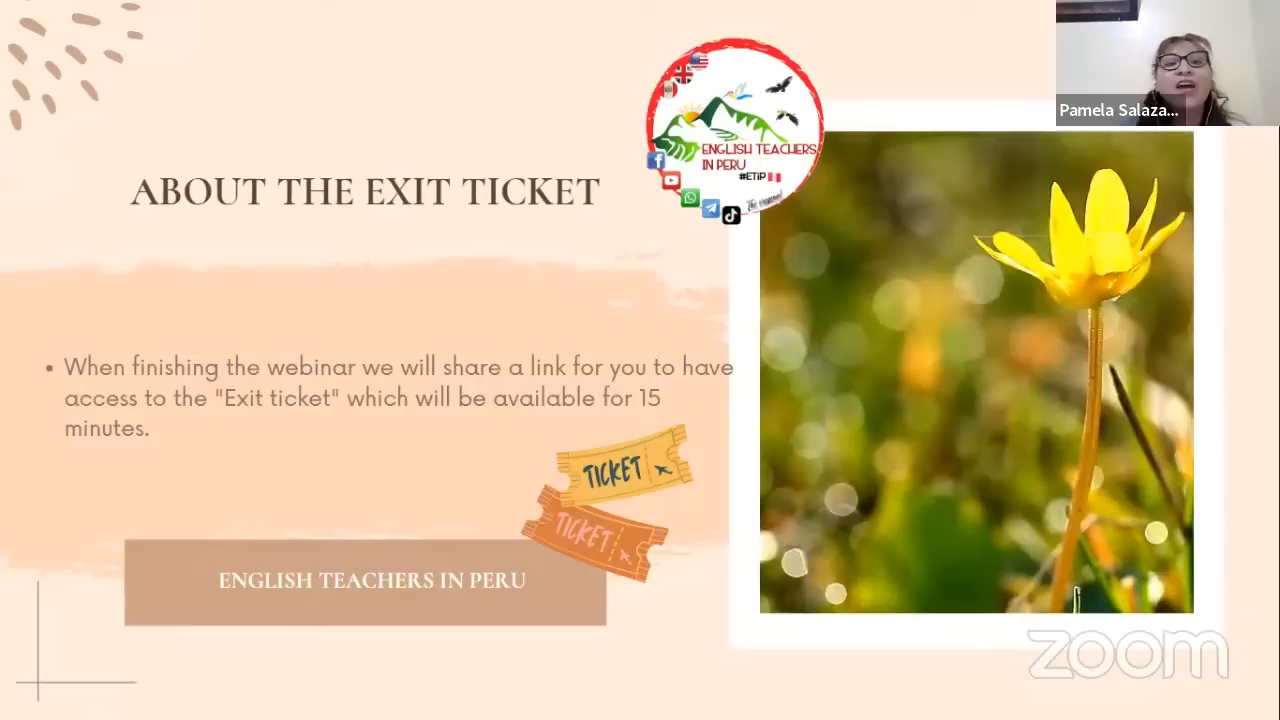 Pamela Salaza...
ENGLISH TEACHERS
IN PERU
#ETiP
ABOUT THE EXIT TICKET
• When finishing the webinar we will share a link for you to have
access to the "Exit ticket" which will be available for 15
minutes.
TICKET
TICKET
ENGLISH TEACHERS IN PERU
zoom